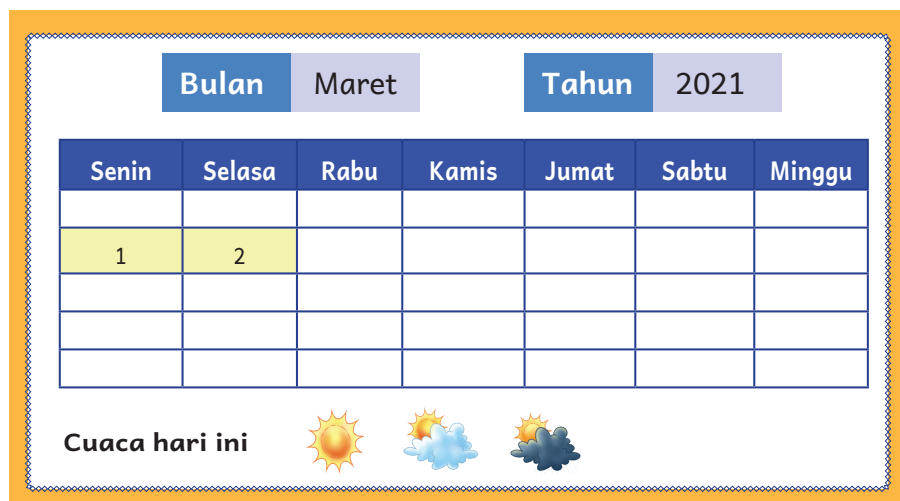 Bulan Maret Tahun 2021
Senin Selasa Rabu Kamis Jumat Sabtu Minggu
1 2
Cuaca hari ini